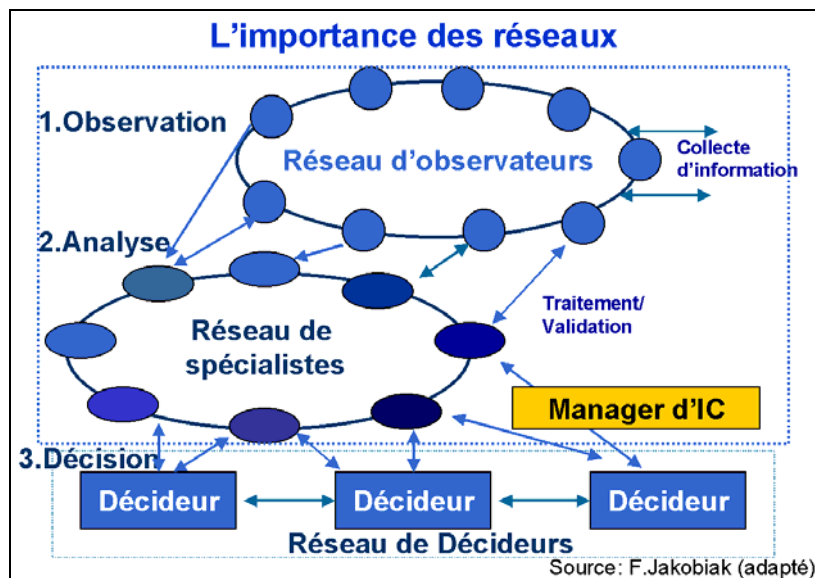 L'importance des réseaux
1.Observation
Réseau d'observateurs
Collecte
d'information
2.Analyse
Traitement/
Validation
Réseau de
spécialistes
Manager d'IC
3.Décision
Décideur
Décideur
Décideur
Réseau de Décideurs
Source: F.Jakobiak (adapté)